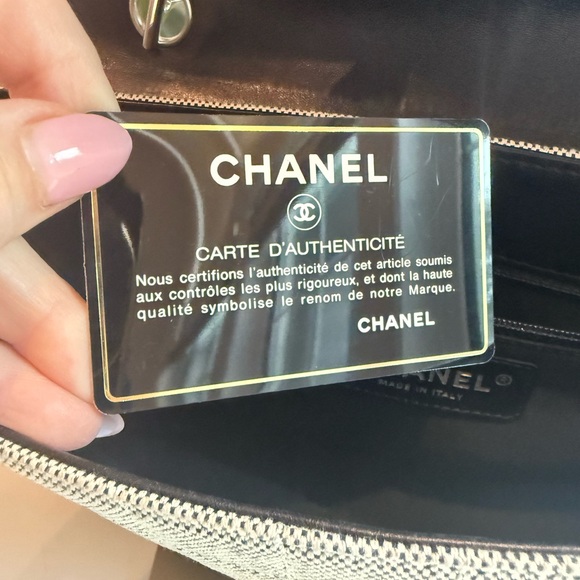 CHANEL
CARTE D'AUTHENTICITÉ
Nous certifions l'authenticité de cet article soumis
aux contrôles les plus rigoureux, et dont la haute
qualité symbolise le renom de notre Marque.
CHANEL
ANEL®
MADE IN ITALY